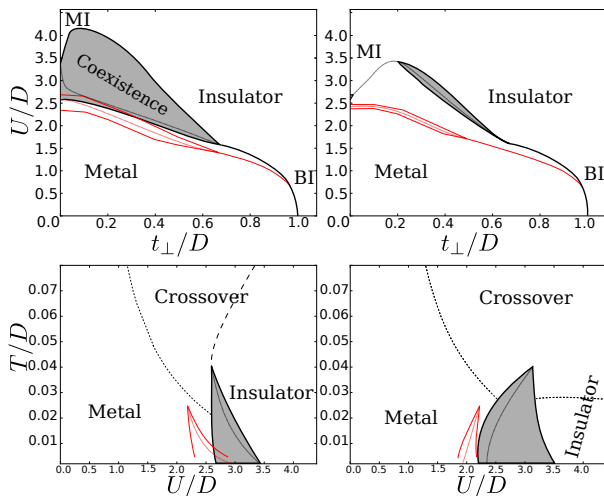 MI
Coexistence
Insulator
Metal
BI
U/D
4.0
3.5
3.0
2.5
2.0
1.5
1.0
0.5
0.0
0.0 0.2 0.4 0.6 0.8 1.0
t⊥/D
MI
Insulator
Metal
BI
4.0
3.5
3.0
2.5
2.0
1.5
1.0
0.5
0.0
0.0 0.2 0.4 0.6 0.8 1.0
t⊥/D
Crossover
Insulator
Metal
T/D
0.07
0.06
0.05
0.04
0.03
0.02
0.01
0.0 0.5 1.0 1.5 2.0 2.5 3.0 3.5 4.0
U/D
Crossover
Metal
Insulator
0.07
0.06
0.05
0.04
0.03
0.02
0.01
0.0 0.5 1.0 1.5 2.0 2.5 3.0 3.5 4.0
U/D